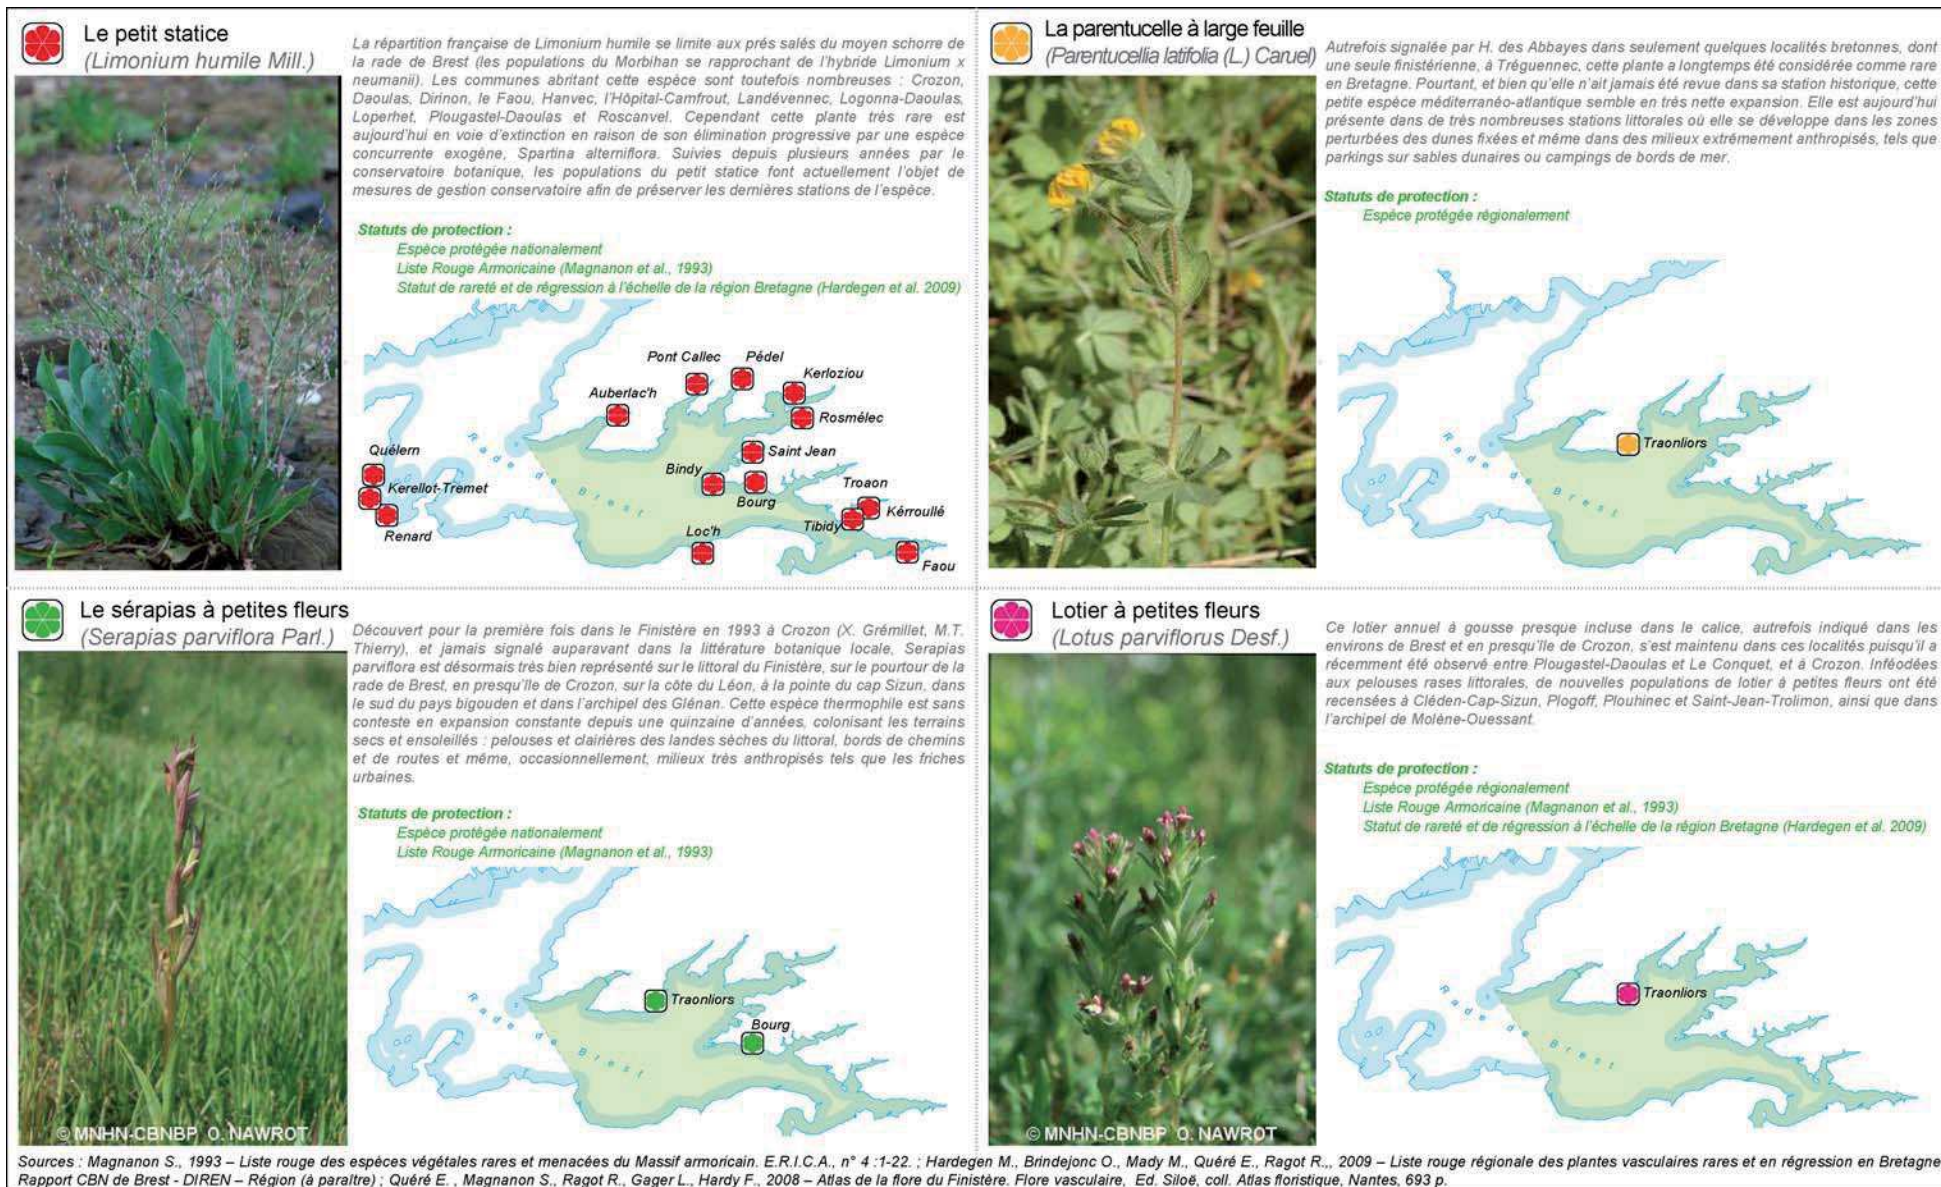 Le petit statice
(Limonium humile Mill.)
La répartition française de Limonium humile se limite aux prés salés du moyen schorre de
la rade de Brest (les populations du Morbihan se rapprochent de l'hybride Limonium x
neumanii). Les communes abritant cette espèce sont toutefois nombreuses : Crozon,
Daoulas, Dirinon, le Faou, Hanvec, l'Hôpital-Camfrout, Landévennec, Logonna-Daoulas,
Loperhet, Plougastel-Daoulas et Roscanvel. Cependant cette plante très rare est
aujourd'hui en voie d'extinction en raison de son élimination progressive par une espèce
concurrente exogène, Spartina alterniflora. Suivies depuis plusieurs années par le
conservatoire botanique, les populations du petit statice font actuellement l'objet de
mesures de gestion conservatoire afin de préserver les dernières stations de l'espèce.
Statuts de protection :
Espèce protégée nationalement
Liste Rouge Armoricaine (Magnanon et al., 1993)
Statut de rareté et de régression à l'échelle de la région Bretagne (Hardegen et al. 2009)
Pont Callec
Pédel
Kerloziou
Auberlac'h
Rosmélec
Rade de Brest
Saint Jean
Quélern
Bindy
Kerellot-Tremet
Bourg
Troaon
Kérroullé
Renard
Loc'h
Tibidy
Faou
La parentucelle à large feuille
(Parentucellia latifolia (L.) Caruel)
Autrefois signalée par H. des Abbayes dans seulement quelques localités bretonnes, dont
une seule finistérienne, à Tréguennec, cette plante a longtemps été considérée comme rare
en Bretagne. Pourtant, et bien qu'elle n'ait jamais été revue dans sa station historique, cette
petite espèce méditerranéo-atlantique semble en très nette expansion. Elle est aujourd'hui
présente dans de très nombreuses stations littorales où elle se développe dans les zones
perturbées des dunes fixées et même dans des milieux extrêmement anthropisés, tels que
parkings sur sables dunaires ou campings de bords de mer.
Statuts de protection :
Espèce protégée régionalement
Traonliors
Rade de Brest
Le sérapias à petites fleurs
(Serapias parviflora Parl.)
Découvert pour la première fois dans le Finistère en 1993 à Crozon (X. Grémillet, M.T.
Thierry), et jamais signalé auparavant dans la littérature botanique locale, Serapias
parviflora est désormais très bien représenté sur le littoral du Finistère, sur le pourtour de la
rade de Brest, en presqu'île de Crozon, sur la côte du Léon, à la pointe du cap Sizun, dans
le sud du pays bigouden et dans l'archipel des Glénan. Cette espèce thermophile est sans
conteste en expansion constante depuis une quinzaine d'années, colonisant les terrains
secs et ensoleillés : pelouses et clairières des landes sèches du littoral, bords de chemins
et de routes et même, occasionnellement, milieux très anthropisés tels que les friches
urbaines.
Statuts de protection :
Espèce protégée nationalement
Liste Rouge Armoricaine (Magnanon et al., 1993)
Traonliors
Bourg
Rade de Brest
© MNHN-CBNBP O. NAWROT
Lotier à petites fleurs
(Lotus parviflorus Desf.)
Ce lotier annuel à gousse presque incluse dans le calice, autrefois indiqué dans les
environs de Brest et en presqu'île de Crozon, s'est maintenu dans ces localités puisqu'il a
récemment été observé entre Plougastel-Daoulas et Le Conquet, et à Crozon. Inféodées
aux pelouses rases littorales, de nouvelles populations de lotier à petites fleurs ont été
recensées à Cléden-Cap-Sizun, Plogoff, Plouhinec et Saint-Jean-Trolimon, ainsi que dans
l'archipel de Molène-Ouessant.
Statuts de protection :
Espèce protégée régionalement
Liste Rouge Armoricaine (Magnanon et al., 1993)
Statut de rareté et de régression à l'échelle de la région Bretagne (Hardegen et al. 2009)
Traonliors
Rade de Brest
© MNHN-CBNBP O. NAWROT
Sources : Magnanon S., 1993 – Liste rouge des espèces végétales rares et menacées du Massif armoricain. E.R.I.C.A., n° 4 :1-22. ; Hardegen M., Brindejonc O., Mady M., Quéré E., Ragot R.,, 2009 – Liste rouge régionale des plantes vasculaires rares et en régression en Bretagne
Rapport CBN de Brest - DIREN – Région (à paraître) ; Quéré E. , Magnanon S., Ragot R., Gager L., Hardy F., 2008 – Atlas de la flore du Finistère. Flore vasculaire, Ed. Siloë, coll. Atlas floristique, Nantes, 693 p.